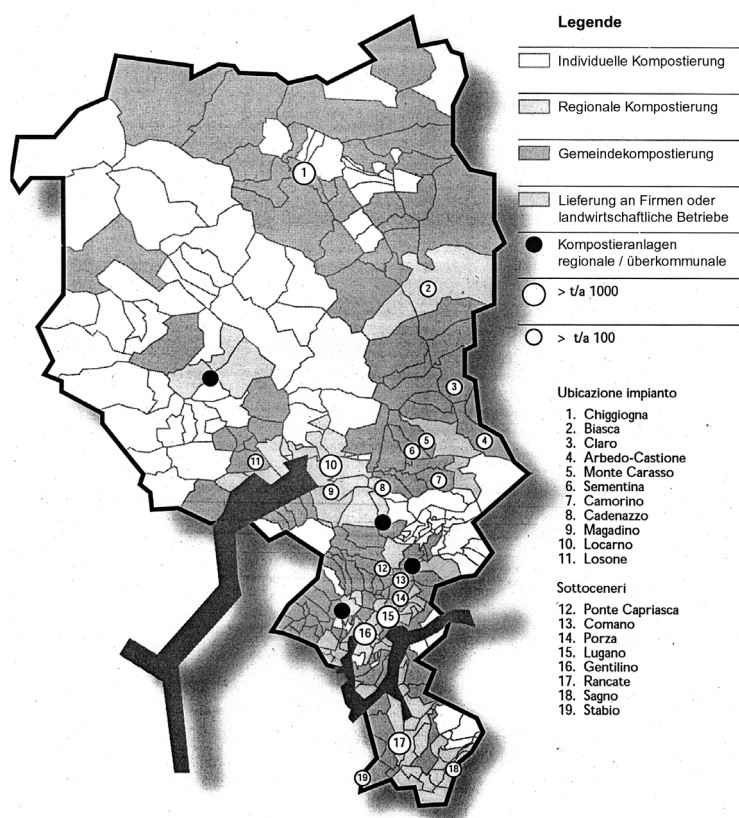 Legende
Individuelle Kompostierung
Regionale Kompostierung
Gemeindekompostierung
Lieferung an Firmen oder
landwirtschaftliche Betriebe
Kompostieranlagen
regionale / überkommunale
> t/a 1000
> t/a 100
Ubicazione impianto
1. Chiggiogna
2. Biasca
3. Claro
4. Arbedo-Castione
5. Monte Carasso
6. Sementina
7. Camorino
8. Cadenazzo
9. Magadino
10. Locarno
11. Losone
Sottoceneri
12. Ponte Capriasca
13. Comano
14. Porza
15. Lugano
16. Gentilino
17. Rancate
18. Sagno
19. Stabio
1
2
3
4
5
6
7
8
9
10
11
12
13
14
15
16
17
18
19